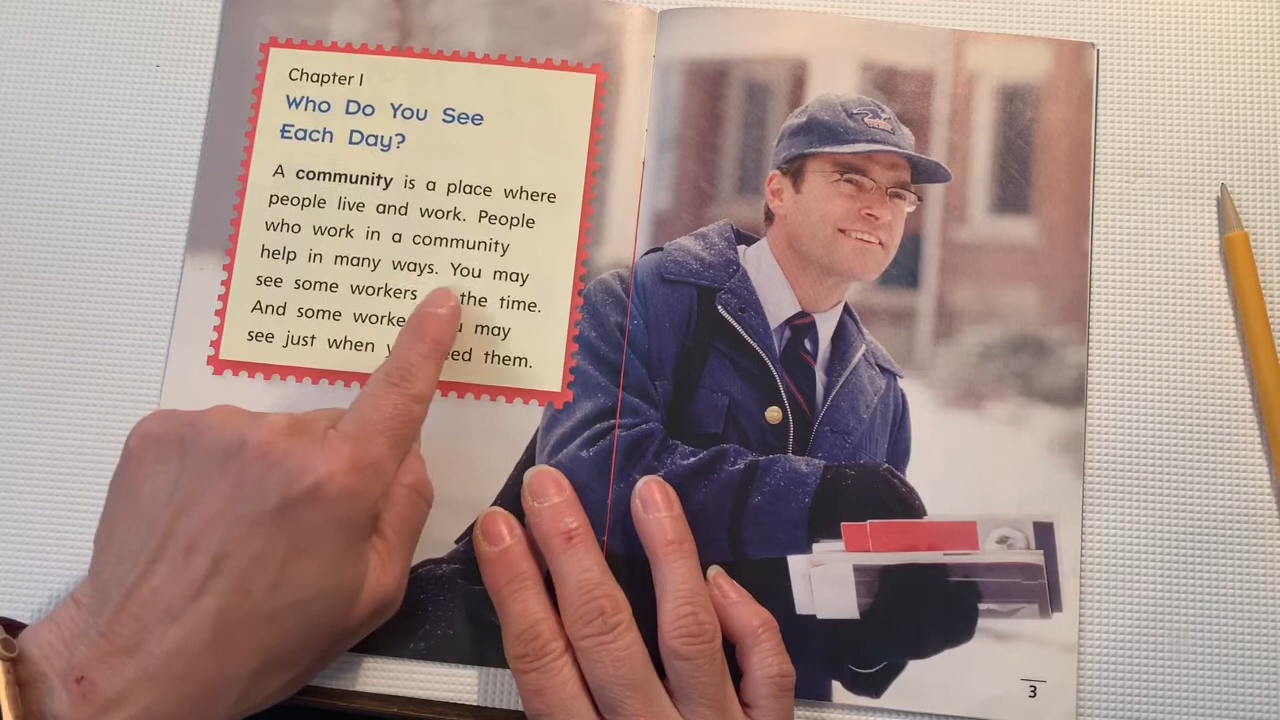 Chapter 1
Who Do You See
Each Day?
A community is a place where
people live and work. People
who work in a community
help in many ways. You may
see some workers the time.
And some worke may
see just when eed them.
3